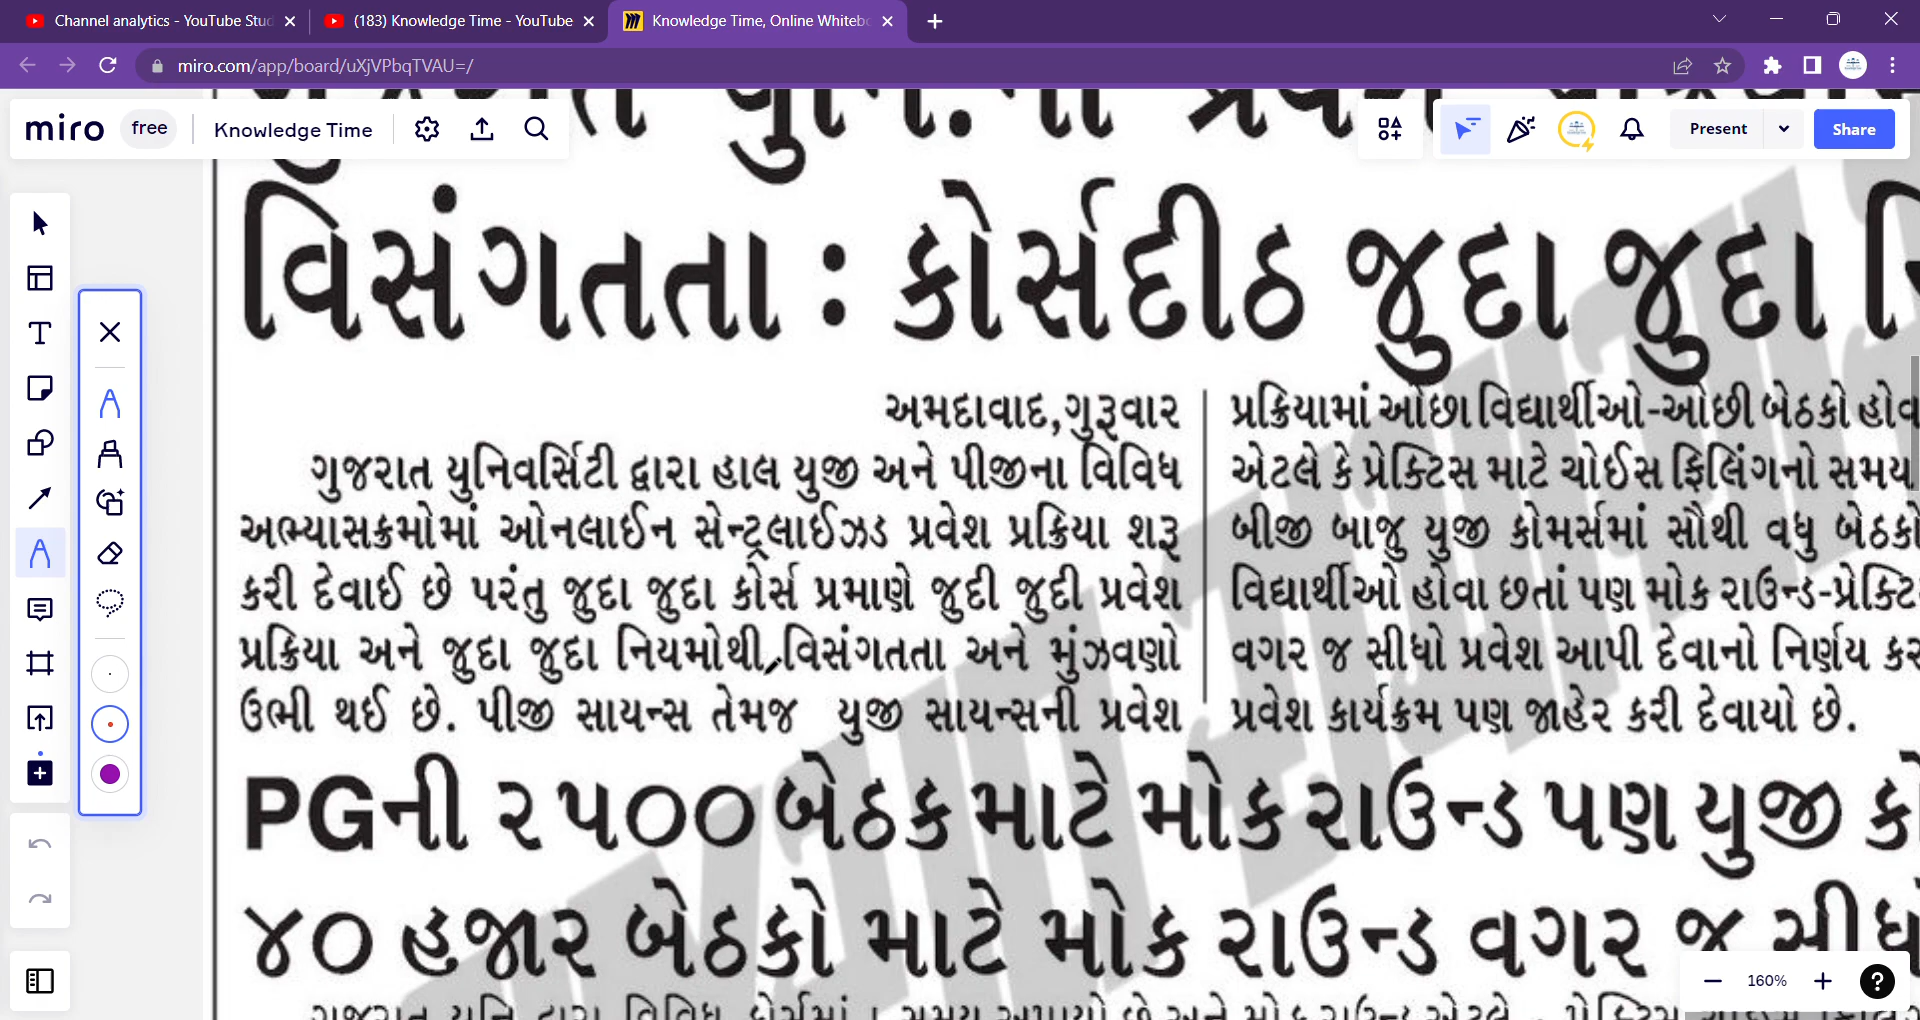 Channel analytics - YouTube Stud
(183) Knowledge Time - YouTube
Knowledge Time, Online Whitebo
miro.com/app/board/uXjVPbqTVAU=/
miro
free
Knowledge Time
Present
Share
વિસંગતતા : કોર્સદીઠ જુદા જુદા
અમદાવાદ,ગુરૂવાર
ગુજરાત યુનિવર્સિટી દ્વારા હાલ યુજી અને પીજીના વિવિધ
અભ્યાસક્રમોમાં ઓનલાઈન સેન્ટ્રલાઈઝડ પ્રવેશ પ્રક્રિયા શરૂ
કરી દેવાઈ છે પરંતુ જુદા જુદા કોર્સ પ્રમાણે જુદી જુદી પ્રવેશ
પ્રક્રિયા અને જુદા જુદા નિયમોથી વિસંગતતા અને મુંઝવણો
ઉભી થઈ છે. પીજી સાયન્સ તેમજ યુજી સાયન્સની પ્રવેશ
પ્રક્રિયામાં ઓછા વિદ્યાર્થીઓ-ઓછી બેઠકો હોવ
એટલે કે પ્રેક્ટિસ માટે ચોઈસ ફિલિંગનો સમય
બીજી બાજુ યુજી કોમર્સમાં સૌથી વધુ બેઠકો
વિદ્યાર્થીઓ હોવા છતાં પણ મોક રાઉન્ડ-પ્રેક્ટિ
વગર જ સીધો પ્રવેશ આપી દેવાનો નિર્ણય કર
પ્રવેશ કાર્યક્રમ પણ જાહેર કરી દેવાયો છે.
PGની ૨૫૦૦ બેઠક માટે મોક રાઉન્ડ પણ યુજી કો
૪૦ હજાર બેઠકો માટે મોક રાઉન્ડ વગર જ સીધ
160%